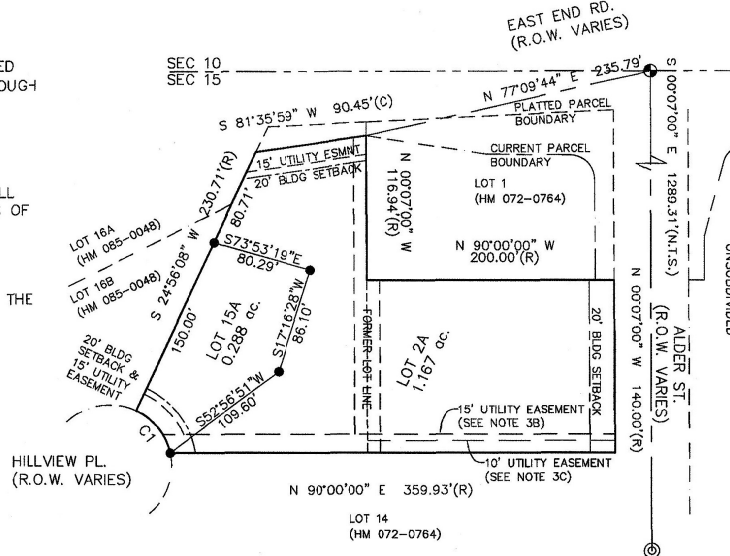 EAST END RD.
(R.O.W. VARIES)
ED
OUGH
SEC 10
SEC 15
N 77°09'44" E 235.79'
S 81°35'59" W 90.45'(C)
PLATTED PARCEL
BOUNDARY
CURRENT PARCEL
BOUNDARY
S 00°07'00" E 1289.31'(N.T.S.)
15' UTILITY ESMNT
20' BLDG SETBACK
N 00°07'00" W
116.94'(R)
LOT 1
(HM 072-0764)
230.71'(R)
80.71'
S 24°56'08" W
150.00'
LL
OF
LOT 16A
(HM 085-0048)
LOT 16B
(HM 085-0048)
S73°53'19"E
80.29'
N 90°00'00" W
200.00'(R)
THE
LOT 15A
0.288 ac.
S17°16'28"W
86.10'
FORMER LOT LINE
LOT 2A
1.167 ac.
20' BLDG SETBACK
N 00°07'00" W 140.00'(R)
ALDER ST.
(R.O.W. VARIES)
UNSUBDIVIDED
20' BLDG
SETBACK &
15' UTILITY
EASEMENT
S52°56'51"W
109.60'
C1
15' UTILITY EASEMENT
(SEE NOTE 3B)
10' UTILITY EASEMENT
(SEE NOTE 3C)
HILLVIEW PL.
(R.O.W. VARIES)
N 90°00'00" E 359.93'(R)
LOT 14
(HM 072-0764)